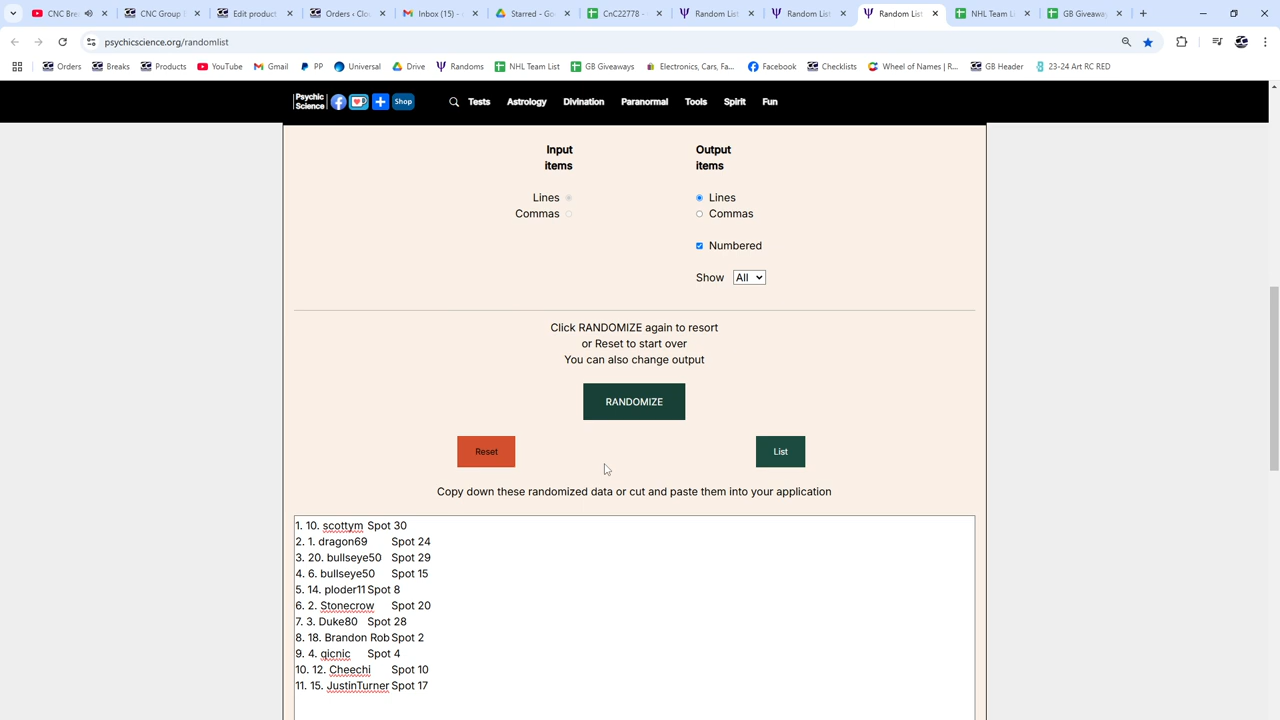 CNC Bre
CNC Group
Edit product
Orders
Clo
Inbox (15) -
Starred - Go
CnC22778 -
Random List
Random List
Random List
NHL Team L
GB Giveaw
psychicscience.org/randomlist
Orders Breaks Products YouTube Gmail PP Universal Drive Randoms NHL Team List GB Giveaways Electronics, Cars, Fa... Facebook Checklists Wheel of Names | R... GB Header 23-24 Art RC RED
Psychic Science Shop Tests Astrology Divination Paranormal Tools Spirit Fun
Input items
Lines
Commas
Output items
Lines
Commas
Numbered
Show All
Click RANDOMIZE again to resort
or Reset to start over
You can also change output
RANDOMIZE
Reset
List
Copy down these randomized data or cut and paste them into your application
1. 10. scottym Spot 30
2. 1. dragon69 Spot 24
3. 20. bullseye50 Spot 29
4. 6. bullseye50 Spot 15
5. 14. ploder11 Spot 8
6. 2. Stonecrow Spot 20
7. 3. Duke80 Spot 28
8. 18. Brandon Rob Spot 2
9. 4. gicnic Spot 4
10. 12. Cheechi Spot 10
11. 15. JustinTurner Spot 17